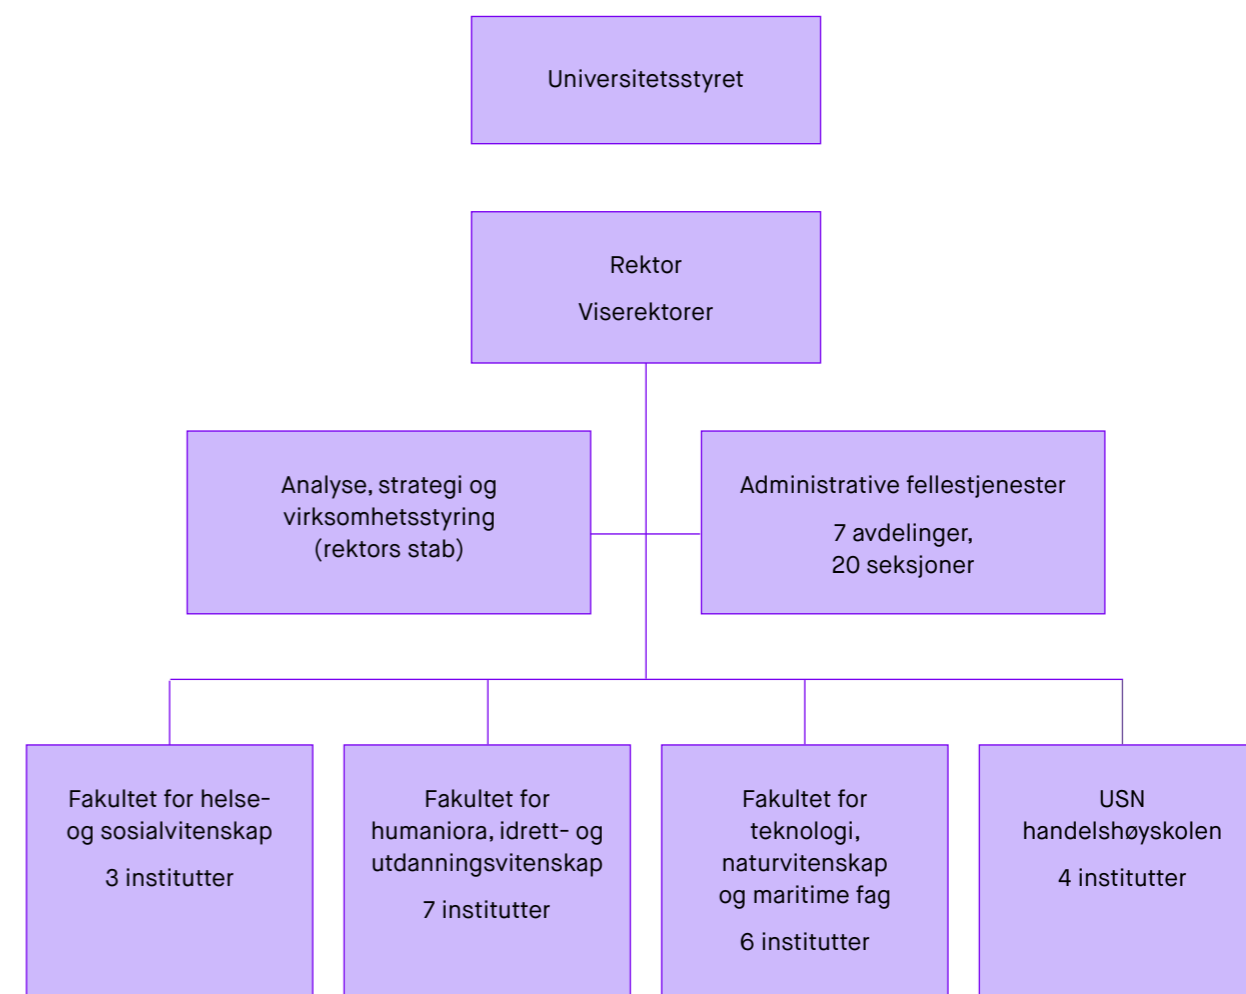 Universitetsstyret
Rektor
Viserektorer
Analyse, strategi og
virksomhetsstyring
(rektors stab)
Administrative fellestjenester
7 avdelinger,
20 seksjoner
Fakultet for helse-
og sosialvitenskap
3 institutter
Fakultet for
humaniora, idrett- og
utdanningsvitenskap
7 institutter
Fakultet for
teknologi,
naturvitenskap
og maritime fag
6 institutter
USN
handelshøyskolen
4 institutter